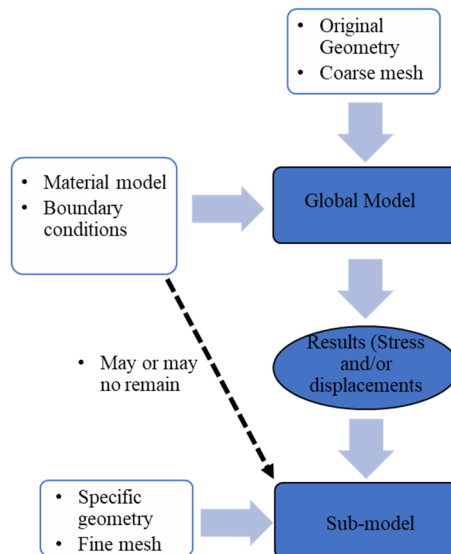 • Original
Geometry
• Coarse mesh
• Material model
• Boundary
conditions
Global Model
Results (Stress
and/or
displacements
• May or may
no remain
• Specific
geometry
• Fine mesh
Sub-model